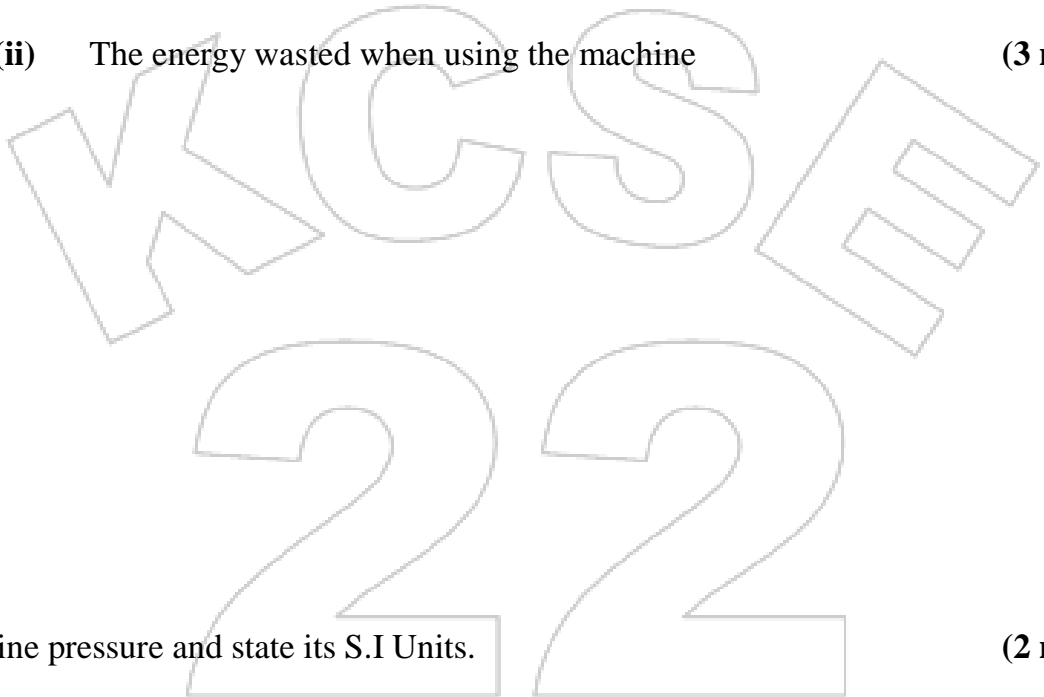 (ii) The energy wasted when using the machine (3
KCSE
22
ine pressure and state its S.I Units. (2